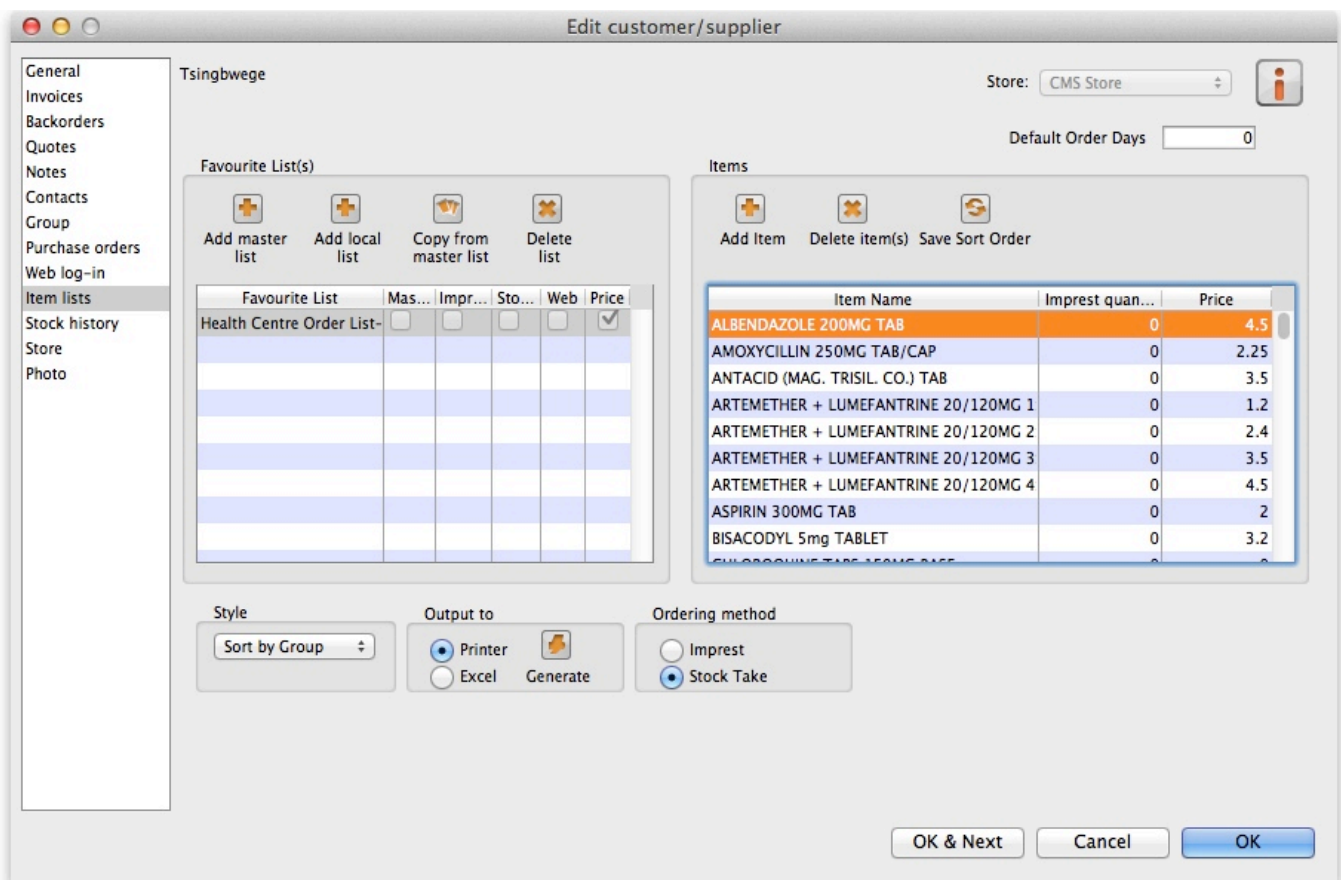 Edit customer/supplier
General
Invoices
Backorders
Quotes
Notes
Contacts
Group
Purchase orders
Web log-in
Item lists
Stock history
Store
Photo
Tsingbwege
Store: CMS Store
Default Order Days 0
Favourite List(s)
Add master list
Add local list
Copy from master list
Delete list
Favourite List Mas... Impr... Sto... Web Price
Health Centre Order List-
Items
Add Item Delete item(s) Save Sort Order
Item Name Imprest quan... Price
ALBENDAZOLE 200MG TAB 0 4.5
AMOXYCILLIN 250MG TAB/CAP 0 2.25
ANTACID (MAG. TRISIL. CO.) TAB 0 3.5
ARTEMETHER + LUMEFANTRINE 20/120MG 1 0 1.2
ARTEMETHER + LUMEFANTRINE 20/120MG 2 0 2.4
ARTEMETHER + LUMEFANTRINE 20/120MG 3 0 3.5
ARTEMETHER + LUMEFANTRINE 20/120MG 4 0 4.5
ASPIRIN 300MG TAB 0 2
BISACODYL 5mg TABLET 0 3.2
Style
Sort by Group
Output to
Printer
Excel
Generate
Ordering method
Imprest
Stock Take
OK & Next Cancel OK